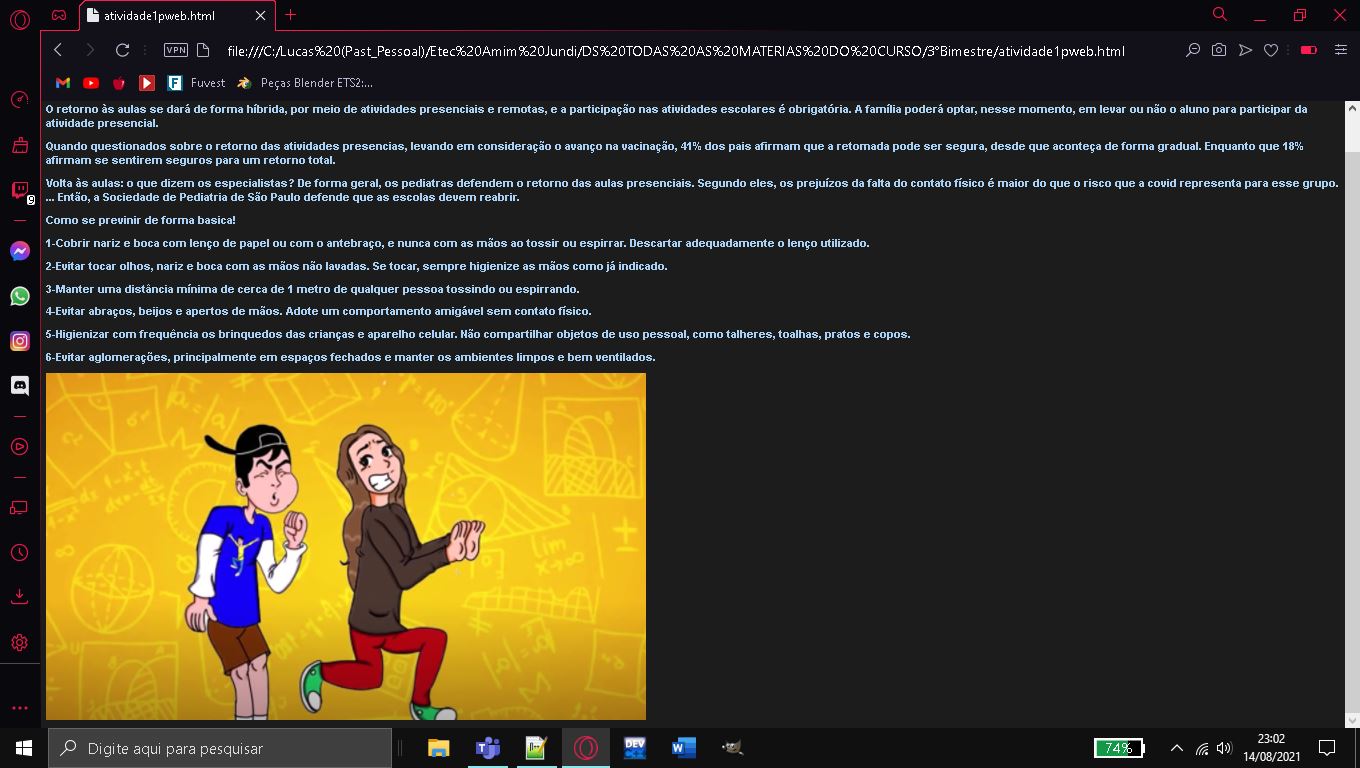 atividade1pweb.html
VPN
file:///C:/Lucas%20(Past_Pessoal)/Etec%20Amim%20Jundi/DS%20TODAS%20AS%20MATERIAS%20DO%20CURSO/3°Bimestre/atividade1pweb.html
Fuvest
Peças Blender ETS2:...
O retorno às aulas se dará de forma híbrida, por meio de atividades presenciais e remotas, e a participação nas atividades escolares é obrigatória. A família poderá optar, nesse momento, em levar ou não o aluno para participar da
atividade presencial.
Quando questionados sobre o retorno das atividades presencias, levando em consideração o avanço na vacinação, 41% dos pais afirmam que a retomada pode ser segura, desde que aconteça de forma gradual. Enquanto que 18%
afirmam se sentirem seguros para um retorno total.
Volta às aulas: o que dizem os especialistas? De forma geral, os pediatras defendem o retorno das aulas presenciais. Segundo eles, os prejuízos da falta do contato físico é maior do que o risco que a covid representa para esse grupo.
... Então, a Sociedade de Pediatria de São Paulo defende que as escolas devem reabrir.
Como se previnir de forma basica!
1-Cobrir nariz e boca com lenço de papel ou com o antebraço, e nunca com as mãos ao tossir ou espirrar. Descartar adequadamente o lenço utilizado.
2-Evitar tocar olhos, nariz e boca com as mãos não lavadas. Se tocar, sempre higienize as mãos como já indicado.
3-Manter uma distância mínima de cerca de 1 metro de qualquer pessoa tossindo ou espirrando.
4-Evitar abraços, beijos e apertos de mãos. Adote um comportamento amigável sem contato físico.
5-Higienizar com frequência os brinquedos das crianças e aparelho celular. Não compartilhar objetos de uso pessoal, como talheres, toalhas, pratos e copos.
6-Evitar aglomerações, principalmente em espaços fechados e manter os ambientes limpos e bem ventilados.
9
lim
x→∞
Digite aqui para pesquisar
DEV
74%
23:02
14/08/2021